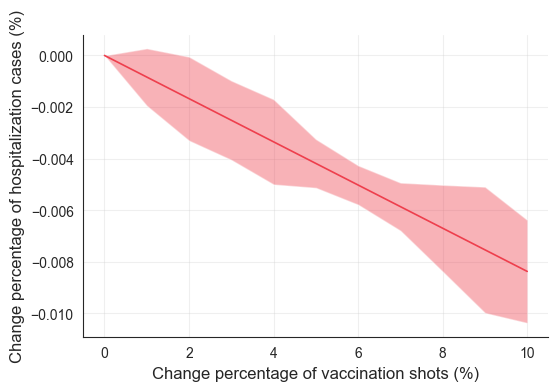 Change percentage of hospitalization cases (%)
0.000
−0.002
−0.004
−0.006
−0.008
−0.010
0 2 4 6 8 10
Change percentage of vaccination shots (%)